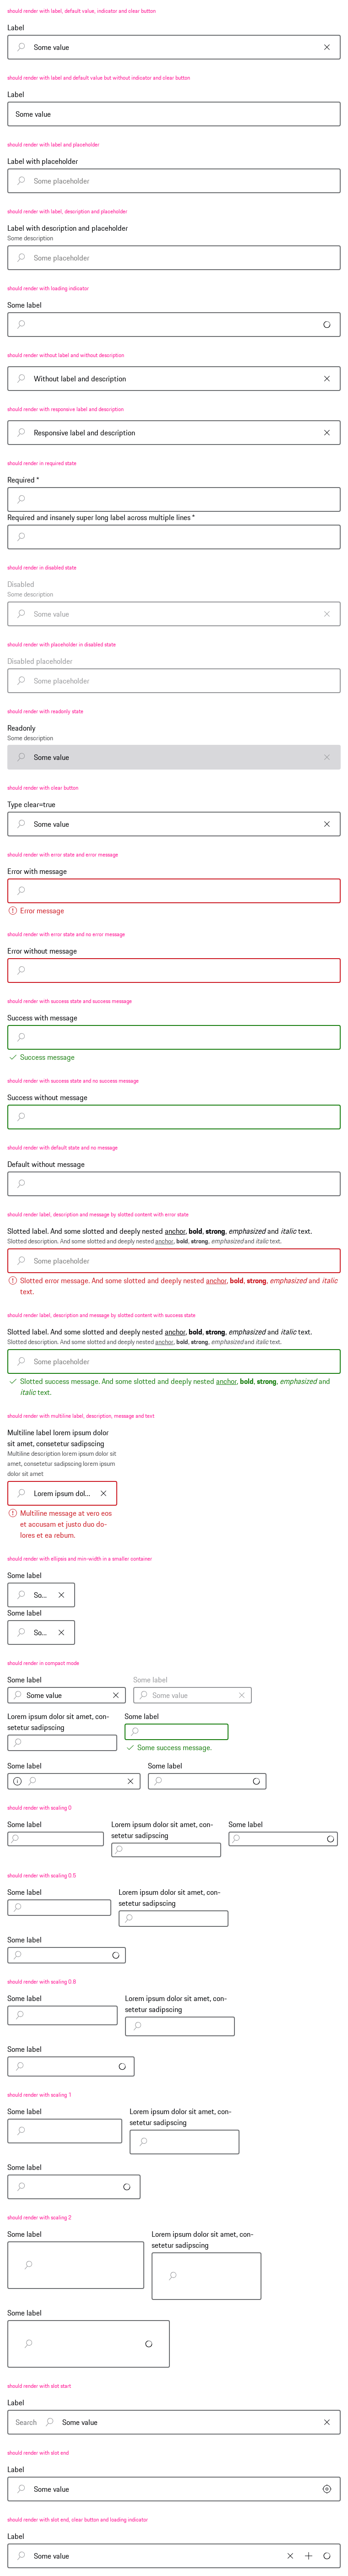 should render with label, default value, indicator and clear button
Label
Some value
should render with label and default value but without indicator and clear button
Label
Some value
should render with label and placeholder
Label with placeholder
Some placeholder
should render with label, description and placeholder
Label with description and placeholder
Some description
Some placeholder
should render with loading indicator
Some label
should render without label and without description
Without label and description
should render with responsive label and description
Responsive label and description
should render in required state
Required *
Required and insanely super long label across multiple lines *
should render in disabled state
Disabled
Some description
Some value
should render with placeholder in disabled state
Disabled placeholder
Some placeholder
should render with readonly state
Readonly
Some description
Some value
should render with clear button
Type clear=true
Some value
should render with error state and error message
Error with message
Error message
should render with error state and no error message
Error without message
should render with success state and success message
Success with message
Success message
should render with success state and no success message
Success without message
should render with default state and no message
Default without message
should render label, description and message by slotted content with error state
Slotted label. And some slotted and deeply nested anchor, bold, strong, emphasized and italic text.
Slotted description. And some slotted and deeply nested anchor, bold, strong, emphasized and italic text.
Some placeholder
Slotted error message. And some slotted and deeply nested anchor, bold, strong, emphasized and italic
text.
should render label, description and message by slotted content with success state
Slotted label. And some slotted and deeply nested anchor, bold, strong, emphasized and italic text.
Slotted description. And some slotted and deeply nested anchor, bold, strong, emphasized and italic text.
Some placeholder
Slotted success message. And some slotted and deeply nested anchor, bold, strong, emphasized and
italic text.
should render with multiline label, description, message and text
Multiline label lorem ipsum dolor
sit amet, consetetur sadipscing
Multiline description lorem ipsum dolor sit
amet, consetetur sadipscing lorem ipsum
dolor sit amet
Lorem ipsum dol...
Multiline message at vero eos
et accusam et justo duo do-
lores et ea rebum.
should render with ellipsis and min-width in a smaller container
Some label
So...
Some label
So...
should render in compact mode
Some label Some label
Some value Some value
Lorem ipsum dolor sit amet, con- Some label
setetur sadipscing
Some success message.
Some label Some label
should render with scaling 0
Some label Lorem ipsum dolor sit amet, con- Some label
setetur sadipscing
should render with scaling 0.5
Some label Lorem ipsum dolor sit amet, con-
setetur sadipscing
Some label
should render with scaling 0.8
Some label Lorem ipsum dolor sit amet, con-
setetur sadipscing
Some label
should render with scaling 1
Some label Lorem ipsum dolor sit amet, con-
setetur sadipscing
Some label
should render with scaling 2
Some label Lorem ipsum dolor sit amet, con-
setetur sadipscing
Some label
should render with slot start
Label
Search Some value
should render with slot end
Label
Some value
should render with slot end, clear button and loading indicator
Label
Some value